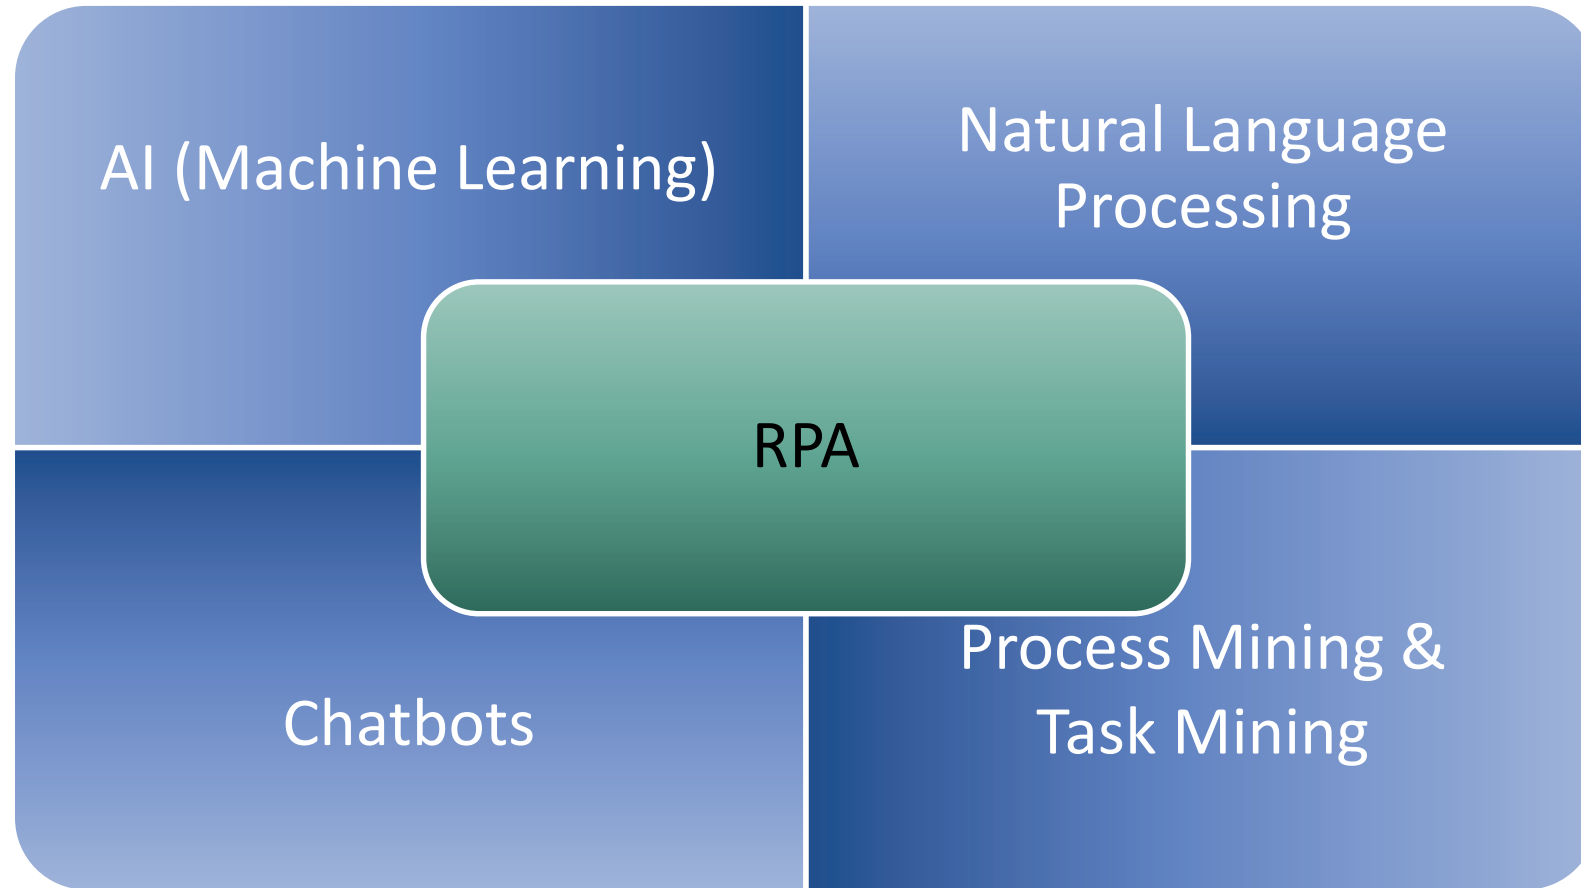 AI (Machine Learning)
Natural Language
Processing
RPA
Chatbots
Process Mining &
Task Mining